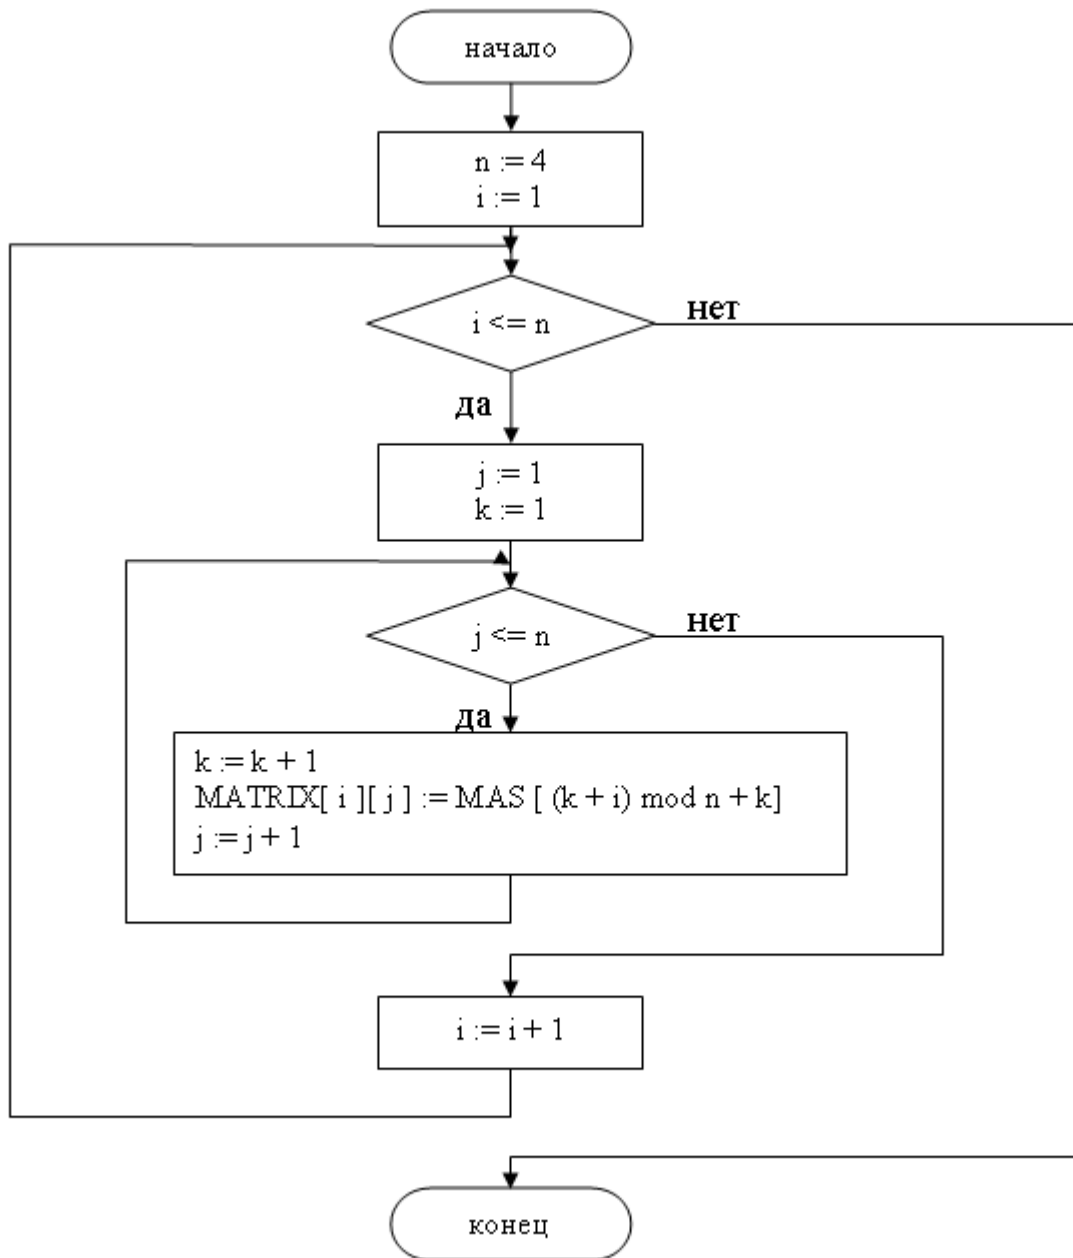 начало
n := 4
i := 1
i <= n
нет
да
j := 1
k := 1
j <= n
нет
да
k := k + 1
MATRIX[ i ][ j ] := MAS [ (k + i) mod n + k]
j := j + 1
i := i + 1
конец